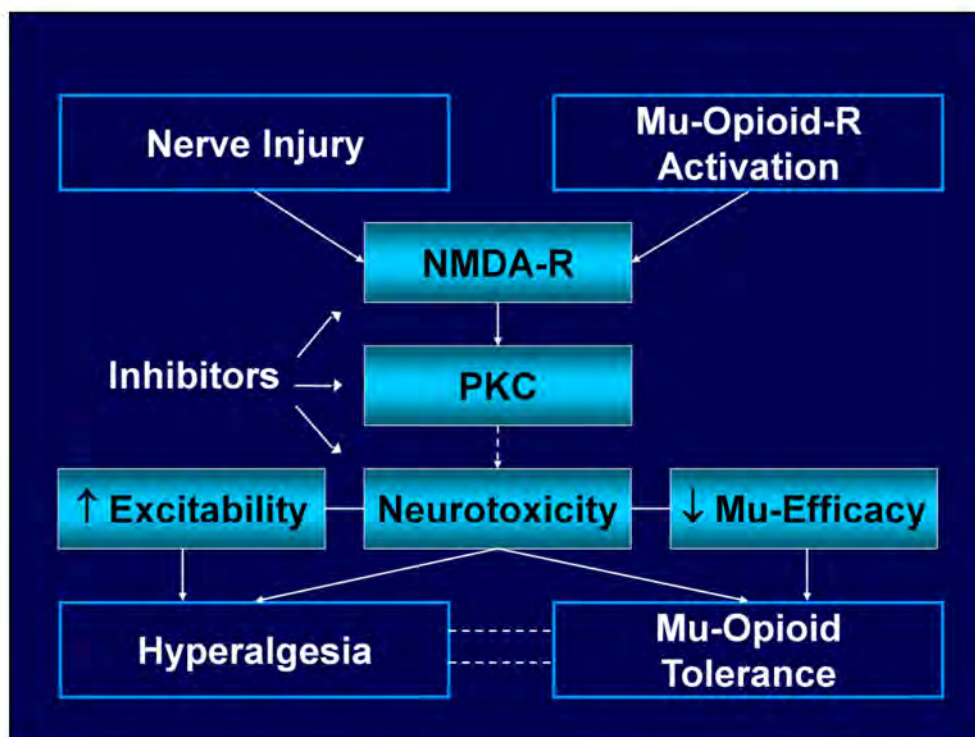 Nerve Injury
Mu-Opioid-R
Activation
NMDA-R
Inhibitors
PKC
↑ Excitability
Neurotoxicity
↓ Mu-Efficacy
Hyperalgesia
Mu-Opioid
Tolerance